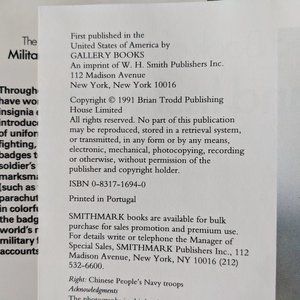 The
Milita
Througho
have wor
insignia o
introduc
of unifor
fighting,
badges t
soldier's
marksma
(such as
parachut
in colorfu
the badg
world's r
military f
accounts
First published in the
United States of America by
GALLERY BOOKS
An imprint of W. H. Smith Publishers Inc.
112 Madison Avenue
New York, New York 10016
Copyright © 1991 Brian Trodd Publishing
House Limited
All rights reserved. No part of this publication
may be reproduced, stored in a retrieval system,
or transmitted, in any form or by any means,
electronic, mechanical, photocopying, recording
or otherwise, without permission of the
publisher and copyright holder.
ISBN 0-8317-1694-0
Printed in Portugal
SMITHMARK books are available for bulk
purchase for sales promotion and premium use.
For details write or telephone the Manager of
Special Sales, SMITHMARK Publishers Inc., 112
Madison Avenue, New York, NY 10016 (212)
532-6600.
Right: Chinese People's Navy troops
Acknowledgments